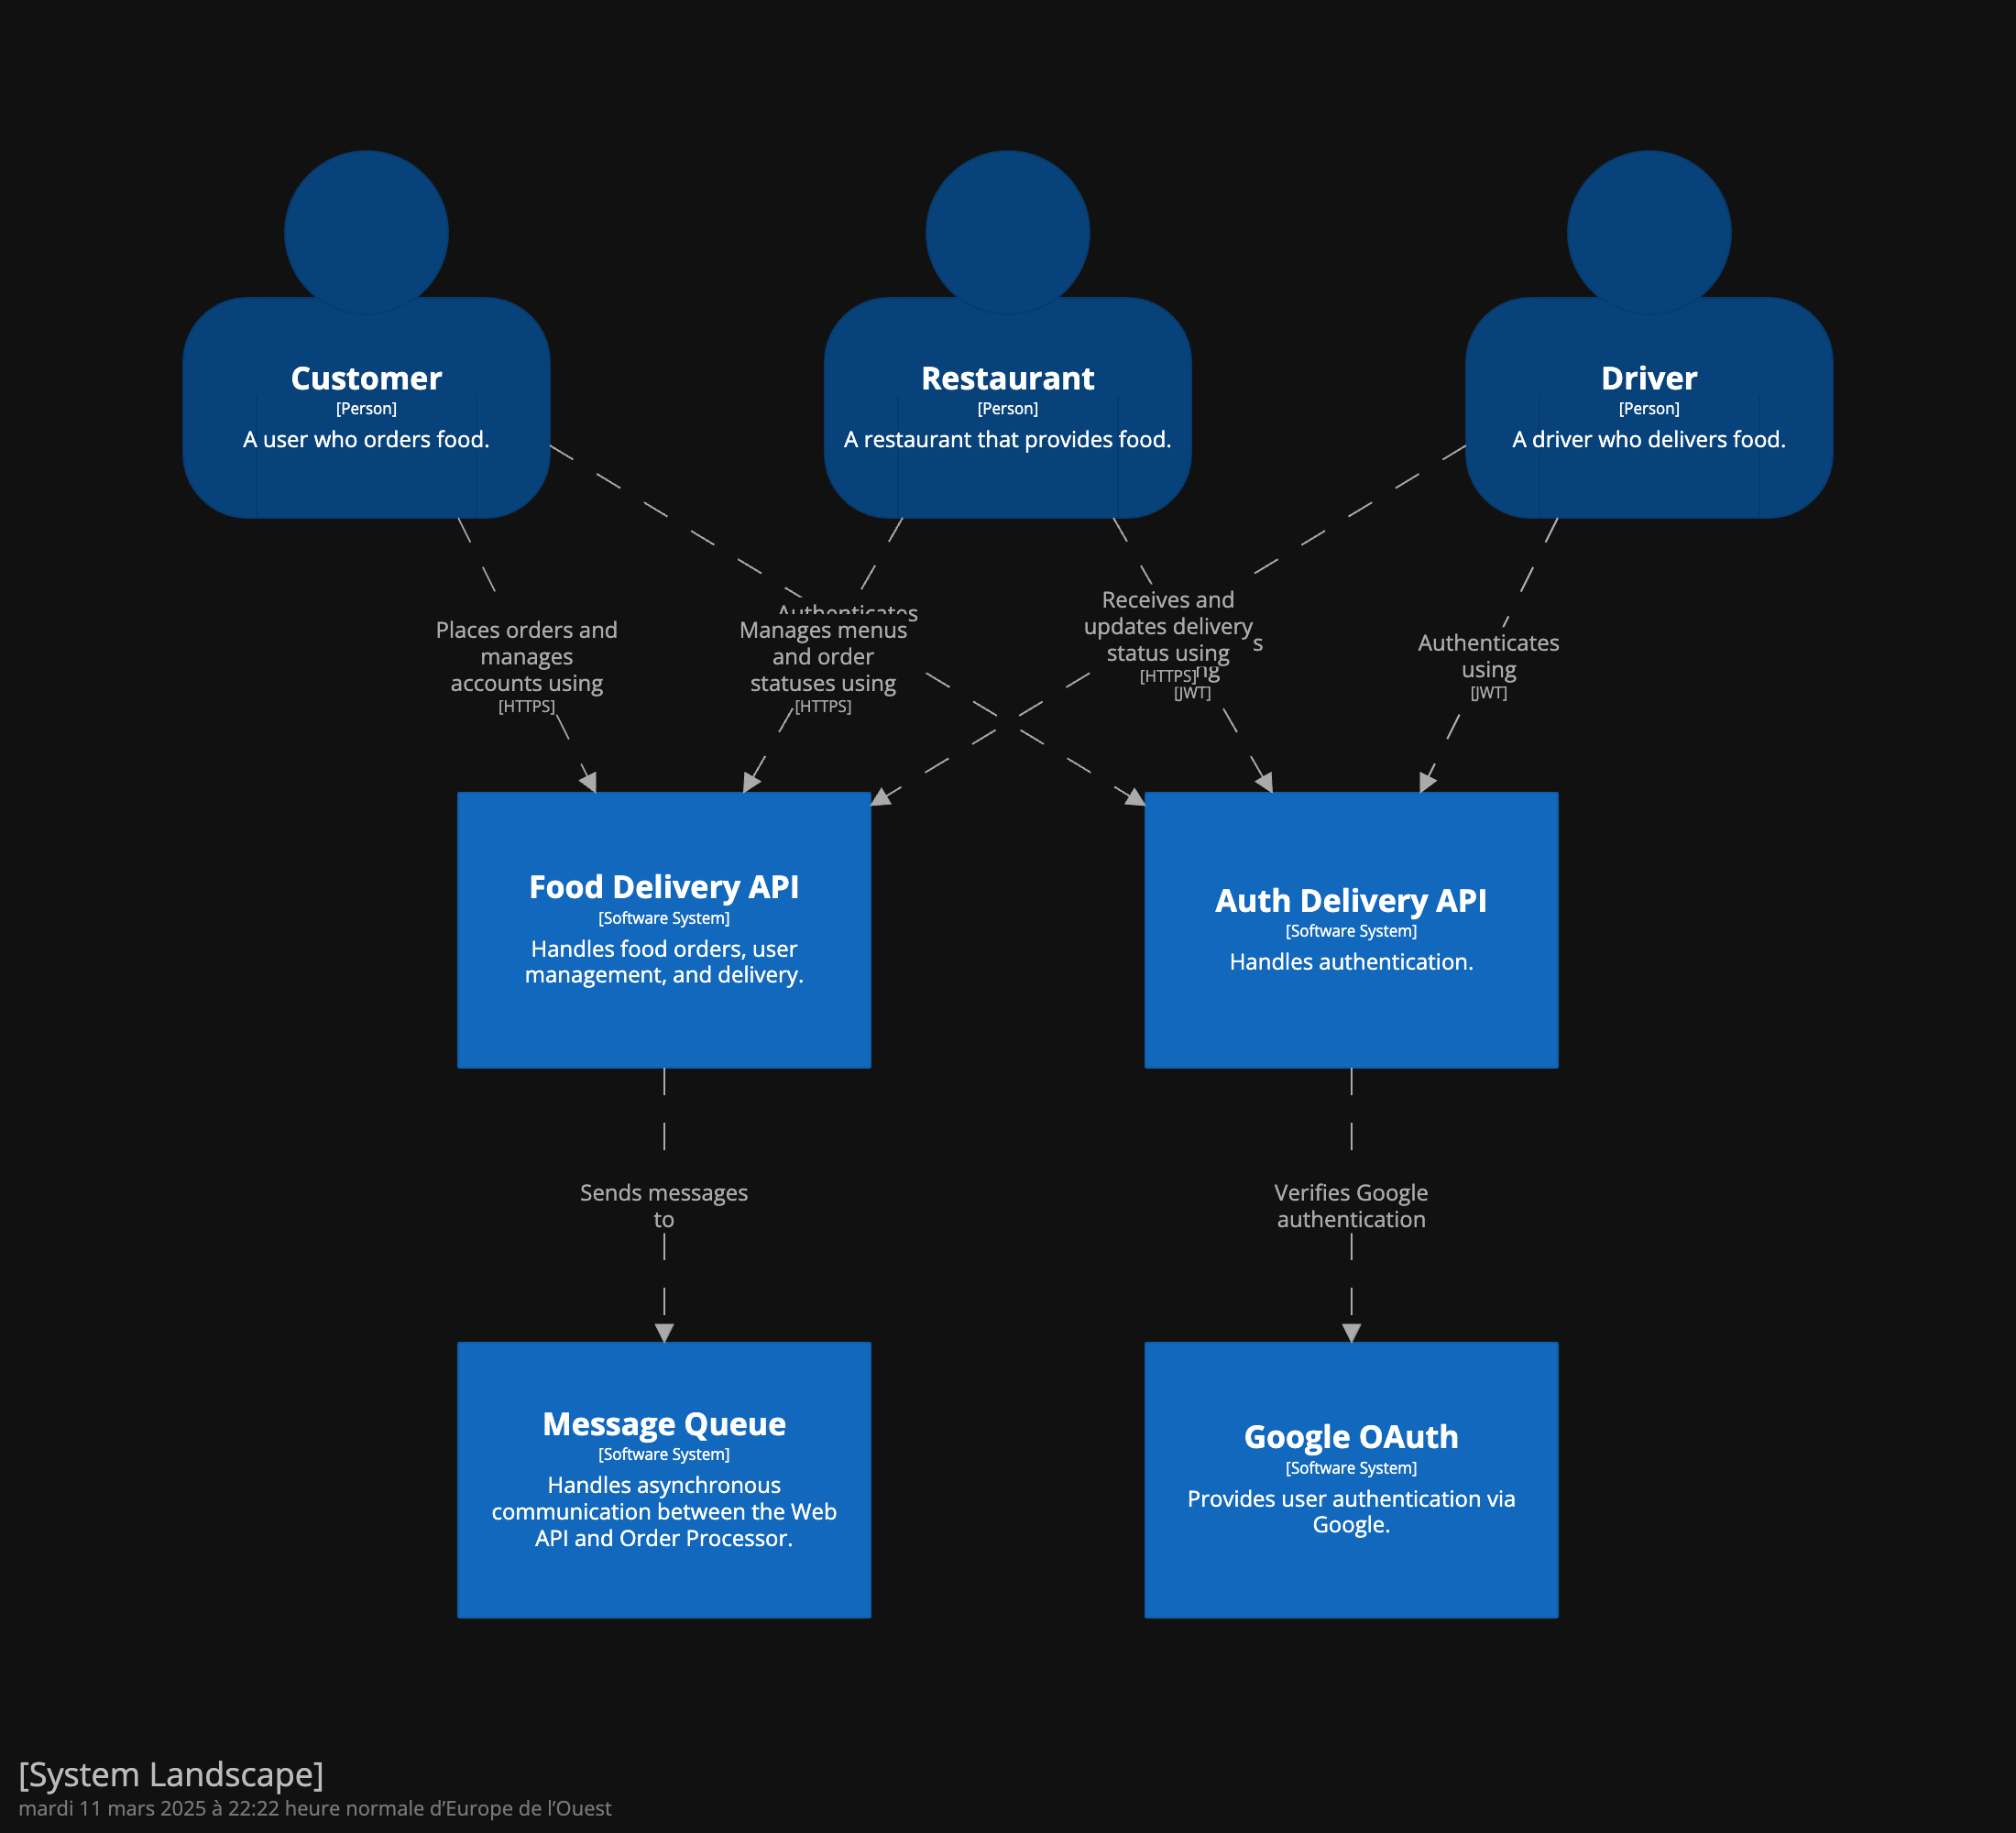 Customer
[Person]
A user who orders food.
Restaurant
[Person]
A restaurant that provides food.
Driver
[Person]
A driver who delivers food.
Places orders and
manages
accounts using
[HTTPS]
Authenticates
Manages menus
and order
statuses using
[HTTPS]
Receives and
updates delivery
status using
[HTTPS]
[JWT]
Authenticates
using
[JWT]
Food Delivery API
[Software System]
Handles food orders, user
management, and delivery.
Auth Delivery API
[Software System]
Handles authentication.
Sends messages
to
Verifies Google
authentication
Message Queue
[Software System]
Handles asynchronous
communication between the Web
API and Order Processor.
Google OAuth
[Software System]
Provides user authentication via
Google.
[System Landscape]
mardi 11 mars 2025 à 22:22 heure normale d’Europe de l’Ouest